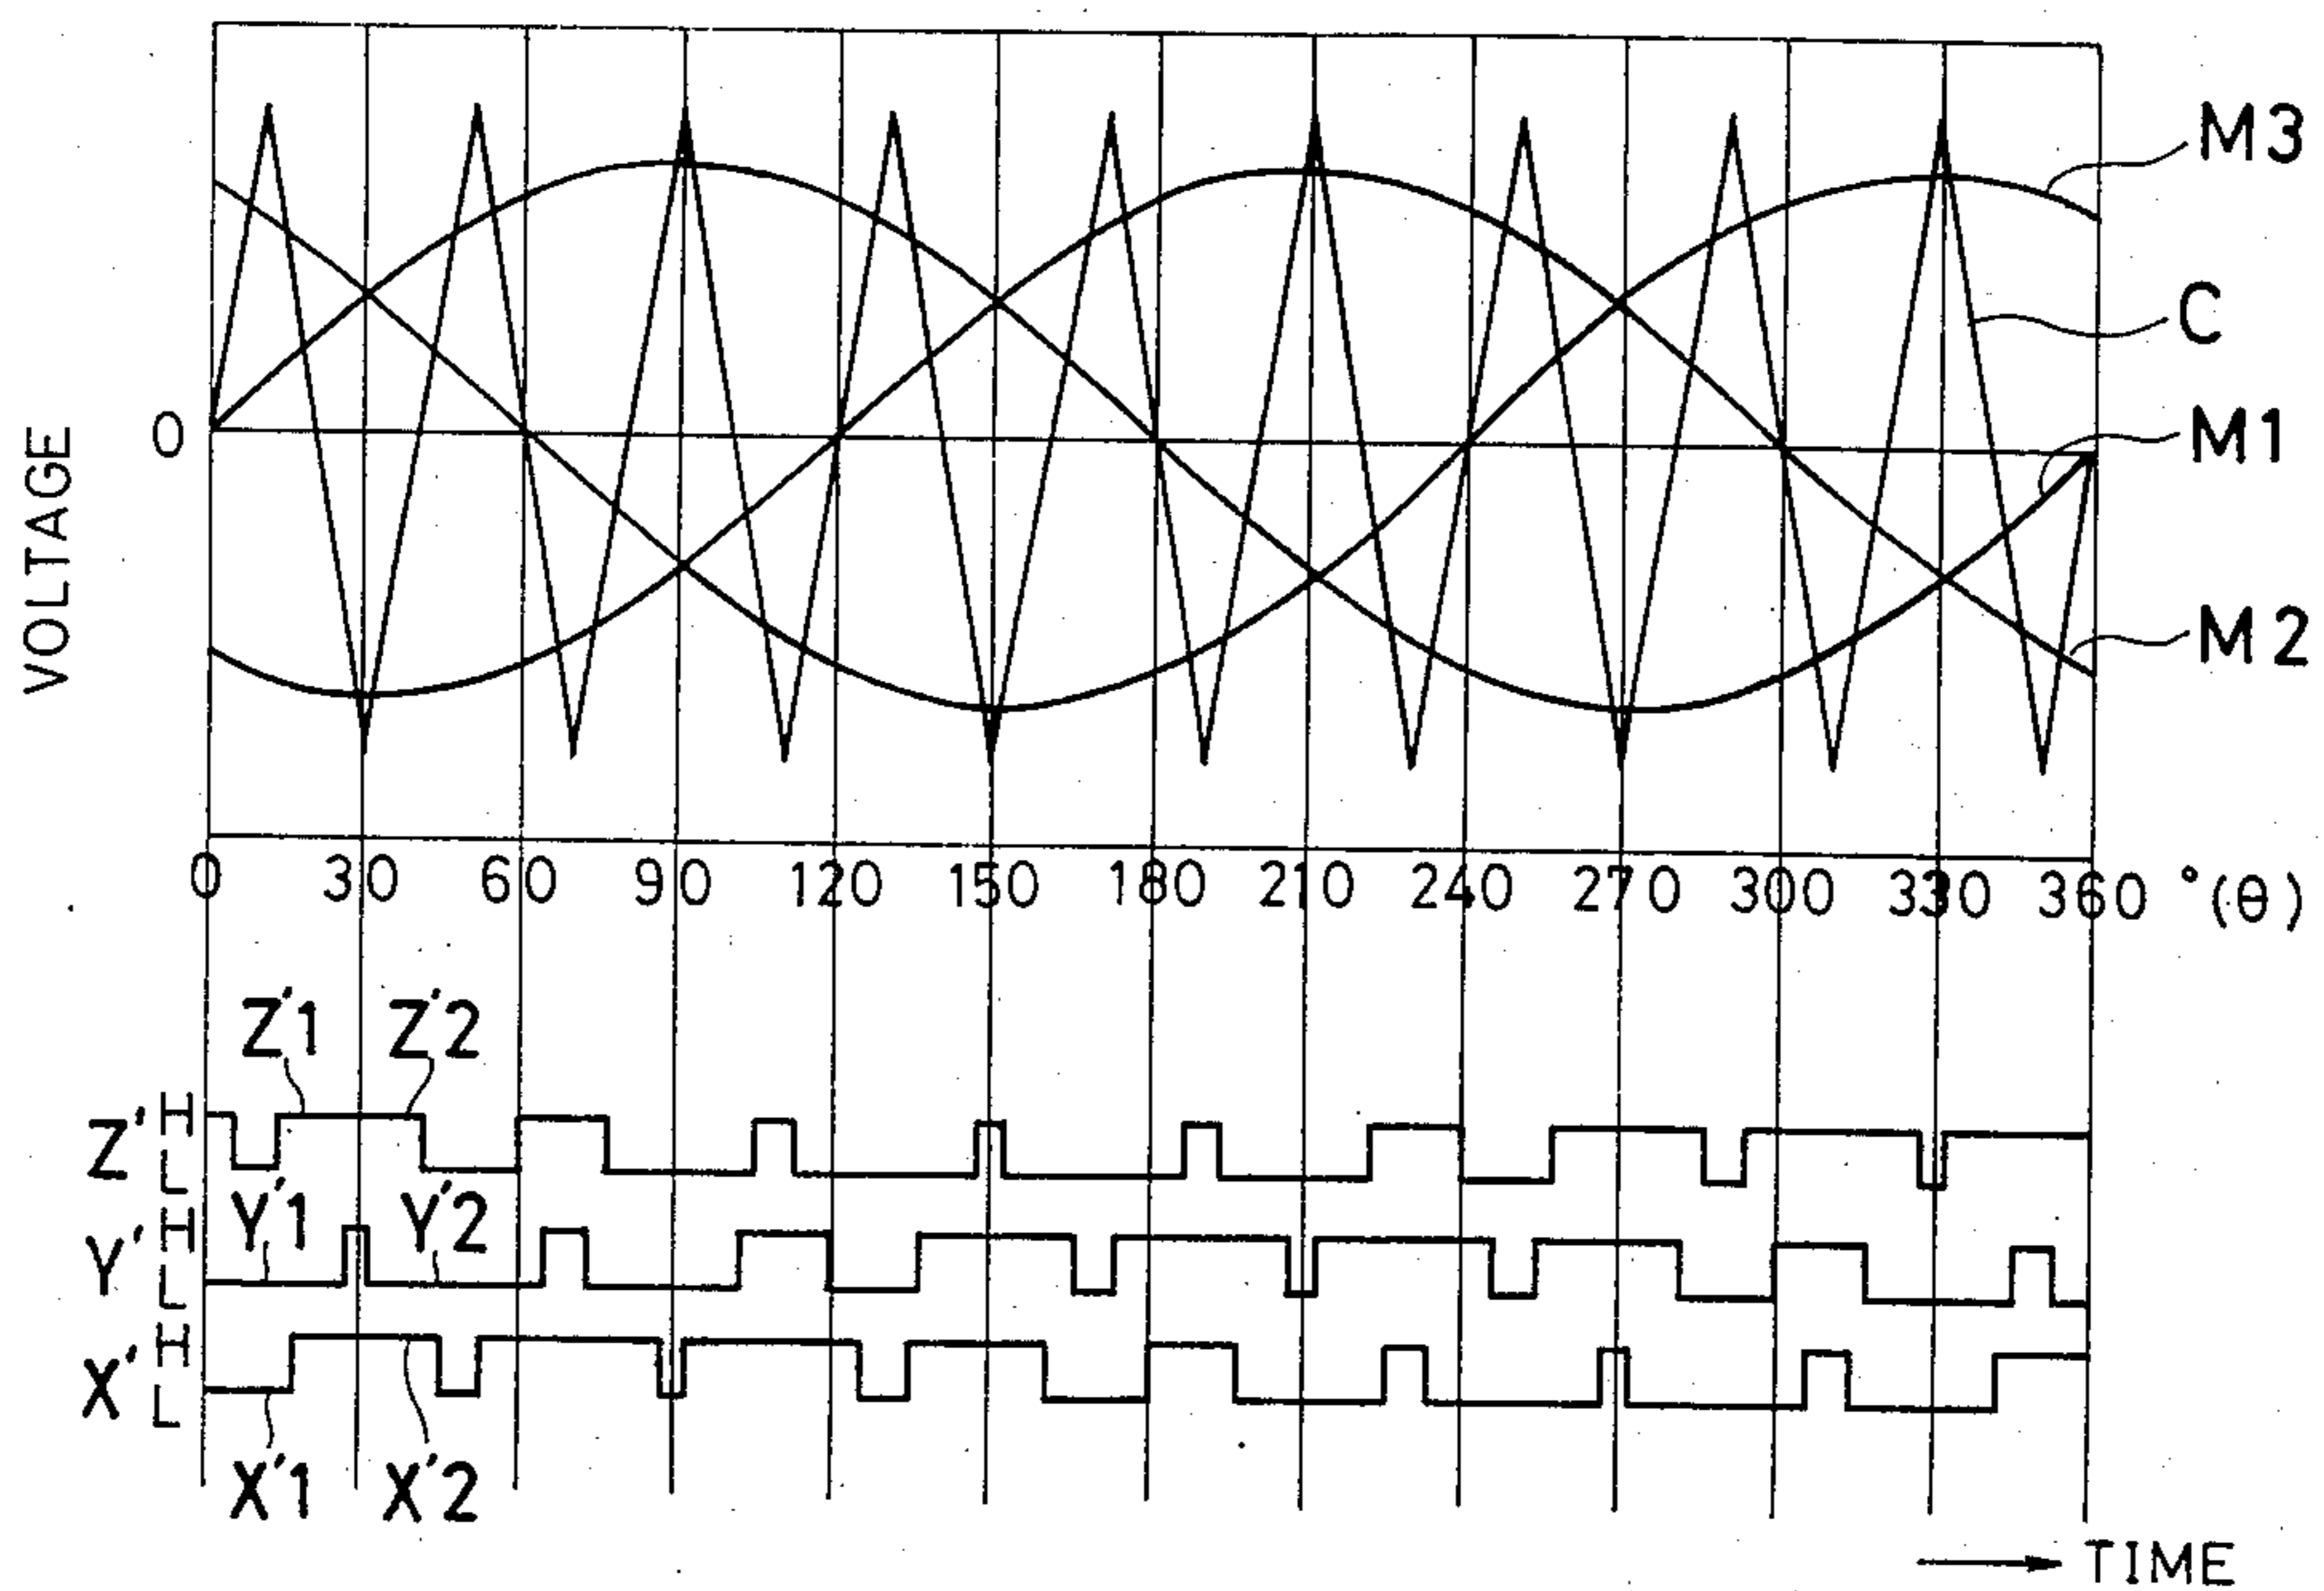 M3
C
M1
M2
0
VOLTAGE
0 30 60 90 120 150 180 210 240 270 300 330 360 °(θ)
Z'1 Z'2
Z' H L
Y'1 Y'2
Y' H L
X' H L
X'1 X'2
TIME